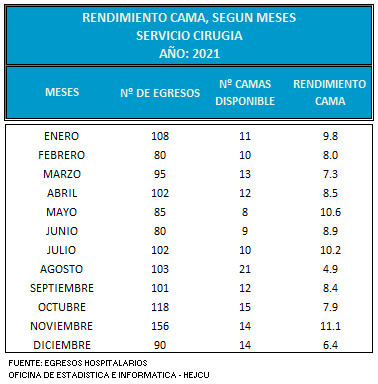 RENDIMIENTO CAMA, SEGUN MESES
SERVICIO CIRUGIA
AÑO: 2021
MESES Nº DE EGRESOS Nº CAMAS DISPONIBLE RENDIMIENTO CAMA
ENERO 108 11 9.8
FEBRERO 80 10 8.0
MARZO 95 13 7.3
ABRIL 102 12 8.5
MAYO 85 8 10.6
JUNIO 80 9 8.9
JULIO 102 10 10.2
AGOSTO 103 21 4.9
SEPTIEMBRE 101 12 8.4
OCTUBRE 118 15 7.9
NOVIEMBRE 156 14 11.1
DICIEMBRE 90 14 6.4
FUENTE: EGRESOS HOSPITALARIOS
OFICINA DE ESTADISTICA E INFORMATICA - HEJCU